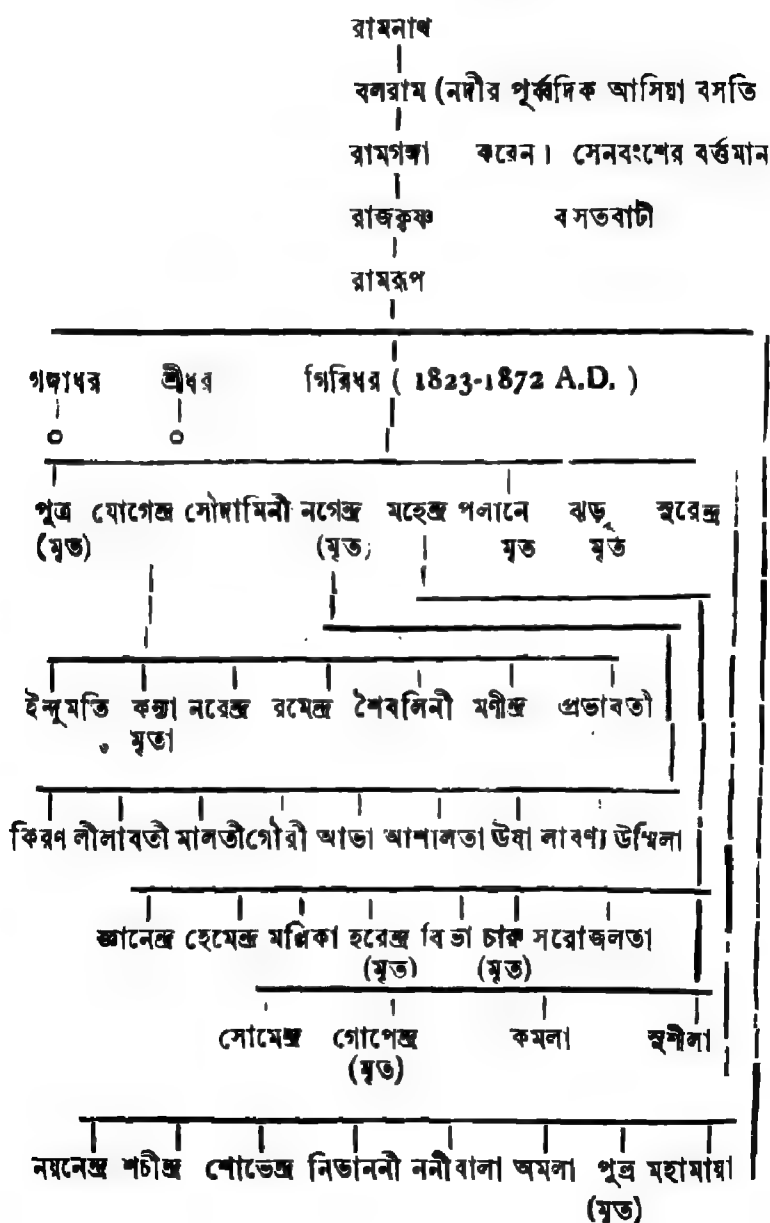 রামনাথ
বলরাম (নদীর পূর্ব্বদিক আসিয়া বসতি
রামগঙ্গা করেন। সেনবংশের বর্ত্তমান
রাজকৃষ্ণ বসতবাটী
রামরূপ
গঙ্গাধর শ্রীধর গিরিধর ( 1823-1872 A.D. )
পুত্র যোগেন্দ্র সৌদামিনী নগেন্দ্র মহেন্দ্র পলানে ঝড়ু সুরেন্দ্র
(মৃত) (মৃত) মৃত মৃত
ইন্দুমতি কন্যা নরেন্দ্র রমেন্দ্র শৈবলিনী মণীন্দ্র প্রভাবতী
মৃতা
কিরণ লীলাবতী মালতী গৌরী আভা আশালতা ঊষা লাবণ্য উর্ম্মিলা
জ্ঞানেন্দ্র হেমেন্দ্র মল্লিকা হরেন্দ্র বিভা চারু সরোজলতা
(মৃত) (মৃত)
সোমেন্দ্র গোপেন্দ্র কমলা সুশীলা
(মৃত)
নয়নেন্দ্র শচীন্দ্র শোভেন্দ্র নিভাননী ননীবালা অমলা পুত্র মহামায়া
(মৃত)